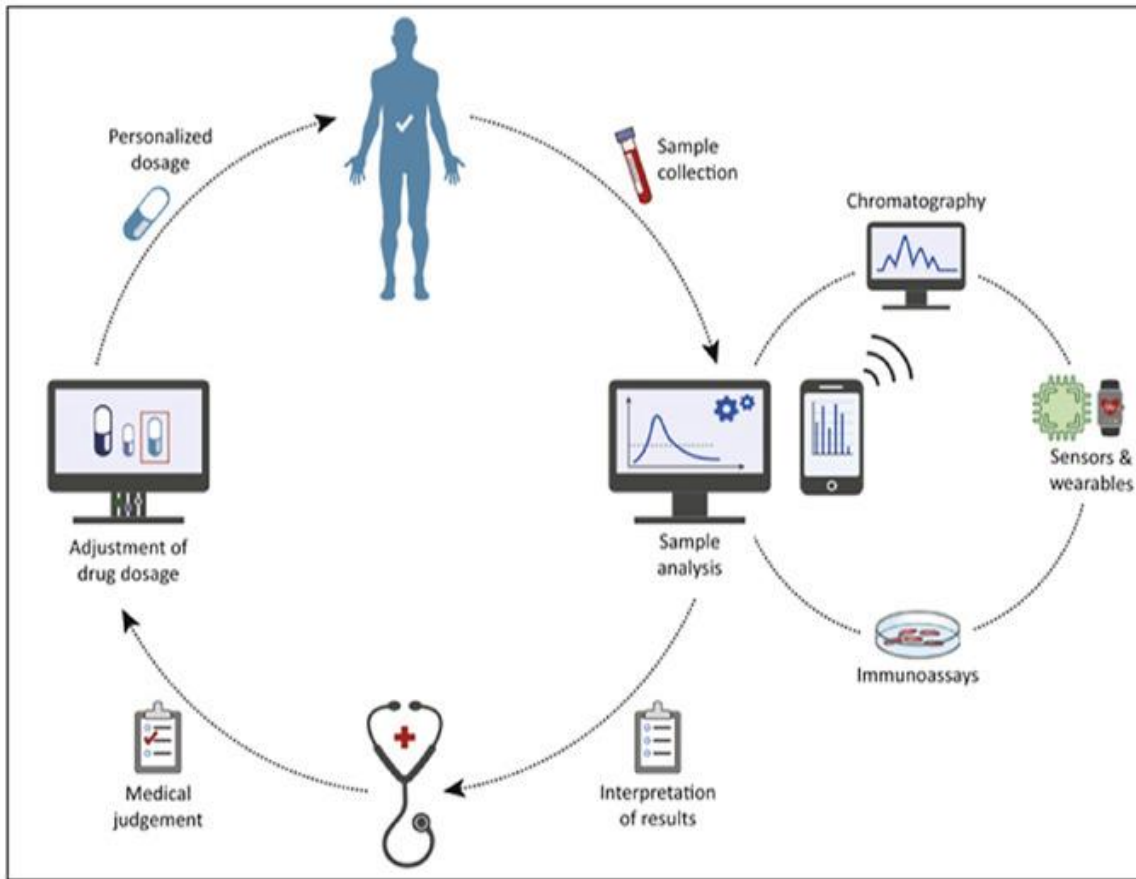 Personalized
dosage
Sample
collection
Chromatography
Sensors &
wearables
Adjustment of
drug dosage
Sample
analysis
Immunoassays
Medical
judgement
Interpretation
of results